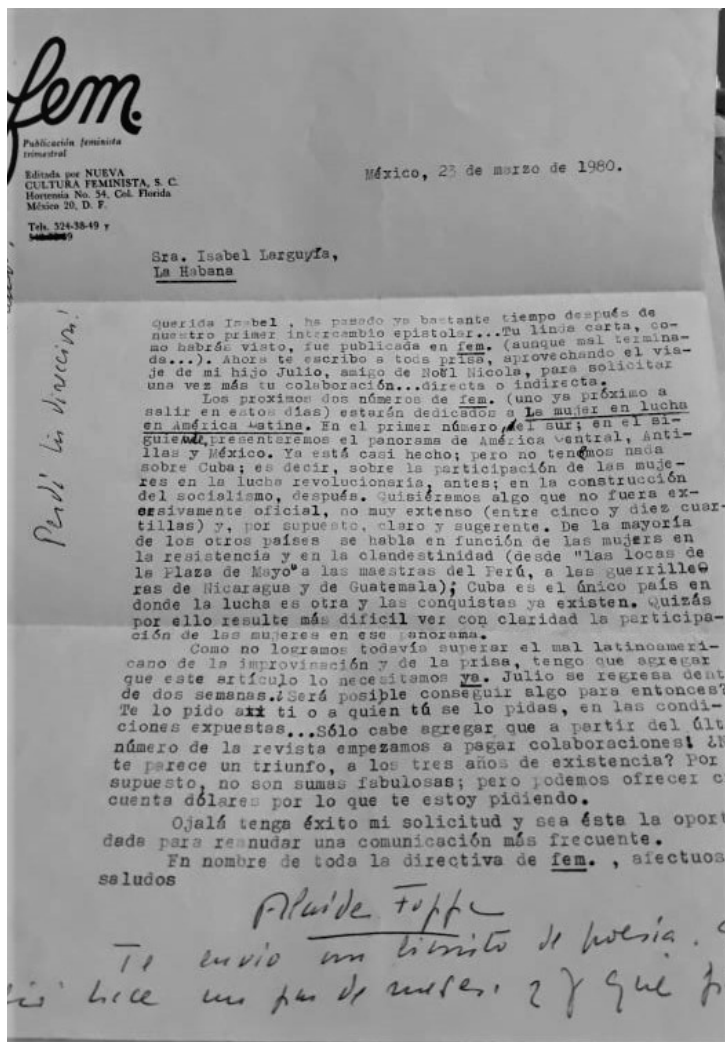 fem.
Publicación feminista
trimestral
Editada por NUEVA
CULTURA FEMINISTA, S. C.
Hortensia No. 54, Col. Florida
México 20, D. F.
Tels. 524-38-49 y
México, 23 de marzo de 1980.
Sra. Isabel Larguyía,
La Habana
Perdí tu dirección!
Querida Isabel , ha pasado ya bastante tiempo después de
nuestro primer intercambio epistolar...Tu linda carta, co-
mo habrás visto, fue publicada en fem. (aunque mal termina-
da...). Ahora te escribo a toda prisa, aprovechando el via-
je de mi hijo Julio, amigo de Noël Nicola, para solicitar
una vez más tu colaboración...directa o indirecta.
Los proximos dos números de fem. (uno ya próximo a
salir en estos días) estarán dedicados a La mujer en lucha
en América Latina. En el primer número, del sur; en el si-
guiente, presentaremos el panorama de América Central, Anti-
llas y México. Ya está casi hecho; pero no tenemos nada
sobre Cuba; es decir, sobre la participación de las muje-
res en la lucha revolucionaria, antes; en la construcción
del socialismo, después. Quisiéramos algo que no fuera ex-
cesivamente oficial, no muy extenso (entre cinco y diez cuar-
tillas) y, por supuesto, claro y sugerente. De la mayoría
de los otros países se habla en función de las mujers en
la resistencia y en la clandestinidad (desde "las locas de
la Plaza de Mayo" a las maestras del Perú, a las guerrille
ras de Nicaragua y de Guatemala); Cuba es el único país en
donde la lucha es otra y las conquistas ya existen. Quizás
por ello resulte más difícil ver con claridad la participa-
ción de las mujeres en ese panorama.
Como no logramos todavía superar el mal latinoameri-
cano de la improvisación y de la prisa, tengo que agregar
que este artículo lo necesitamos ya. Julio se regresa dent
de dos semanas.¿Será posible conseguir algo para entonces?
Te lo pido a ti o a quien tú se lo pidas, en las condi-
ciones expuestas...Sólo cabe agregar que a partir del últ
número de la revista empezamos a pagar colaboraciones! ¿N
te parece un triunfo, a los tres años de existencia? Por
supuesto, no son sumas fabulosas; pero podemos ofrecer c
cuenta dólares por lo que te estoy pidiendo.
Ojalá tenga éxito mi solicitud y sea ésta la oport
dada para reanudar una comunicación más frecuente.
En nombre de toda la directiva de fem. , afectuos
saludos
Alaíde Foppa
Te envío un librito de poesía.
hace un par de meses. ¿Y qué